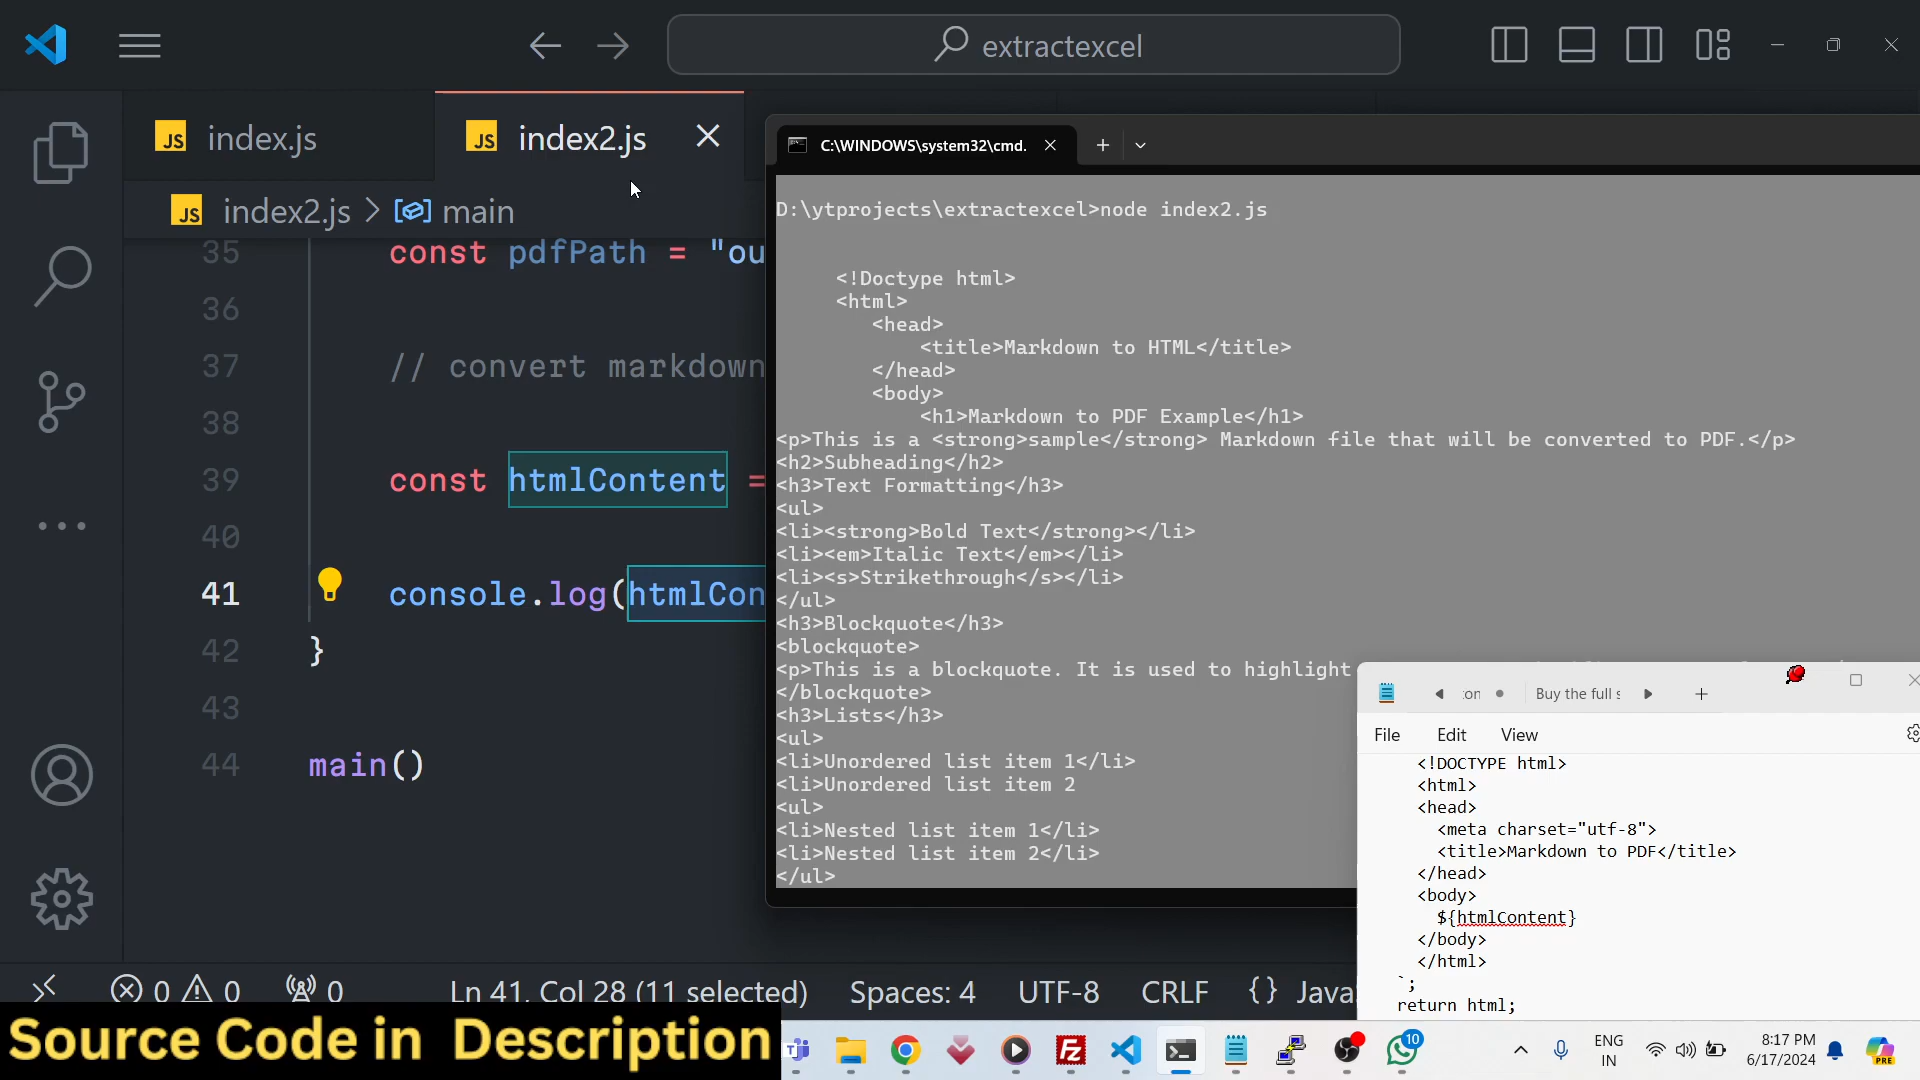 extractexcel
JS index.js
JS index2.js
JS index2.js > main
35 const pdfPath = "ou
36
37 // convert markdown
38
39 const htmlContent =
40
41 console.log(htmlCon
42 }
43
44 main()
C:\WINDOWS\system32\cmd.
D:\ytprojects\extractexcel>node index2.js
<!Doctype html>
<html>
<head>
<title>Markdown to HTML</title>
</head>
<body>
<h1>Markdown to PDF Example</h1>
<p>This is a <strong>sample</strong> Markdown file that will be converted to PDF.</p>
<h2>Subheading</h2>
<h3>Text Formatting</h3>
<ul>
<li><strong>Bold Text</strong></li>
<li><em>Italic Text</em></li>
<li><s>Strikethrough</s></li>
</ul>
<h3>Blockquote</h3>
<blockquote>
<p>This is a blockquote. It is used to highlight
</blockquote>
<h3>Lists</h3>
<ul>
<li>Unordered list item 1</li>
<li>Unordered list item 2
<ul>
<li>Nested list item 1</li>
<li>Nested list item 2</li>
</ul>
Buy the full s
File Edit View
<!DOCTYPE html>
<html>
<head>
<meta charset="utf-8">
<title>Markdown to PDF</title>
</head>
<body>
${htmlContent}
</body>
</html>
`;
return html;
0 0 0 Ln 41, Col 28 (11 selected) Spaces: 4 UTF-8 CRLF {} Java
Source Code in Description
10
ENG
IN
8:17 PM
6/17/2024
PRE